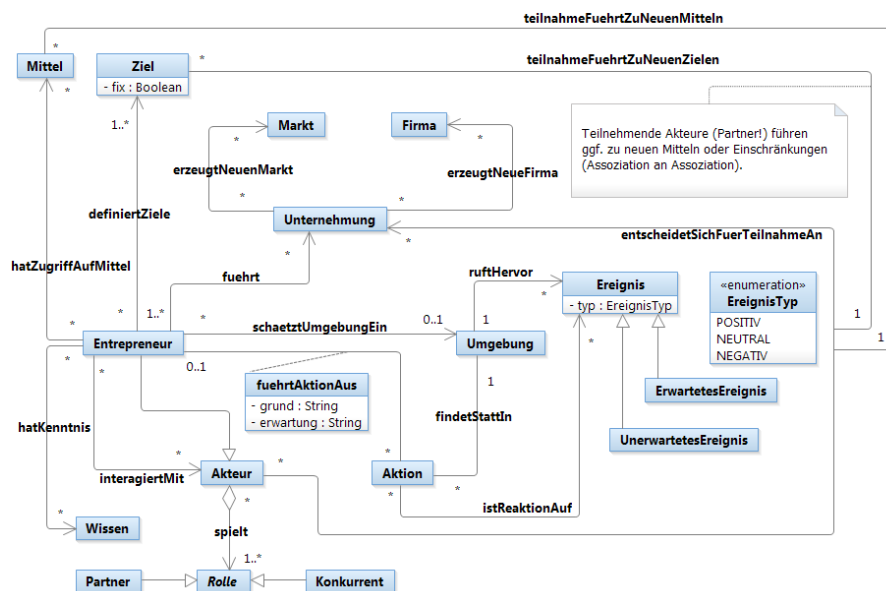 teilnahmeFuehrtZuNeuenMitteln
*
Mittel
*
Ziel
- fix : Boolean
*
teilnahmeFuehrtZuNeuenZielen
1..*
Markt
*
Firma
*
Teilnehmende Akteure (Partner!) führen
ggf. zu neuen Mitteln oder Einschränkungen
(Assoziation an Assoziation).
erzeugtNeuenMarkt
erzeugtNeueFirma
definiertZiele
*
Unternehmung
*
*
*
entscheidetSichFuerTeilnahmeAn
hatZugriffAufMittel
fuehrt
ruftHervor
*
Ereignis
- typ : EreignisTyp
«enumeration»
EreignisTyp
POSITIV
NEUTRAL
NEGATIV
*
*
1..*
*
schaetztUmgebungEin
0..1
1
1
1
Entrepreneur
Umgebung
*
*
*
0..1
1
fuehrtAktionAus
- grund : String
- erwartung : String
ErwartetesEreignis
hatKenntnis
findetStattIn
UnerwartetesEreignis
*
Akteur
*
*
Aktion
*
interagiertMit
*
*
istReaktionAuf
*
Wissen
spielt
1..*
Partner
Rolle
Konkurrent